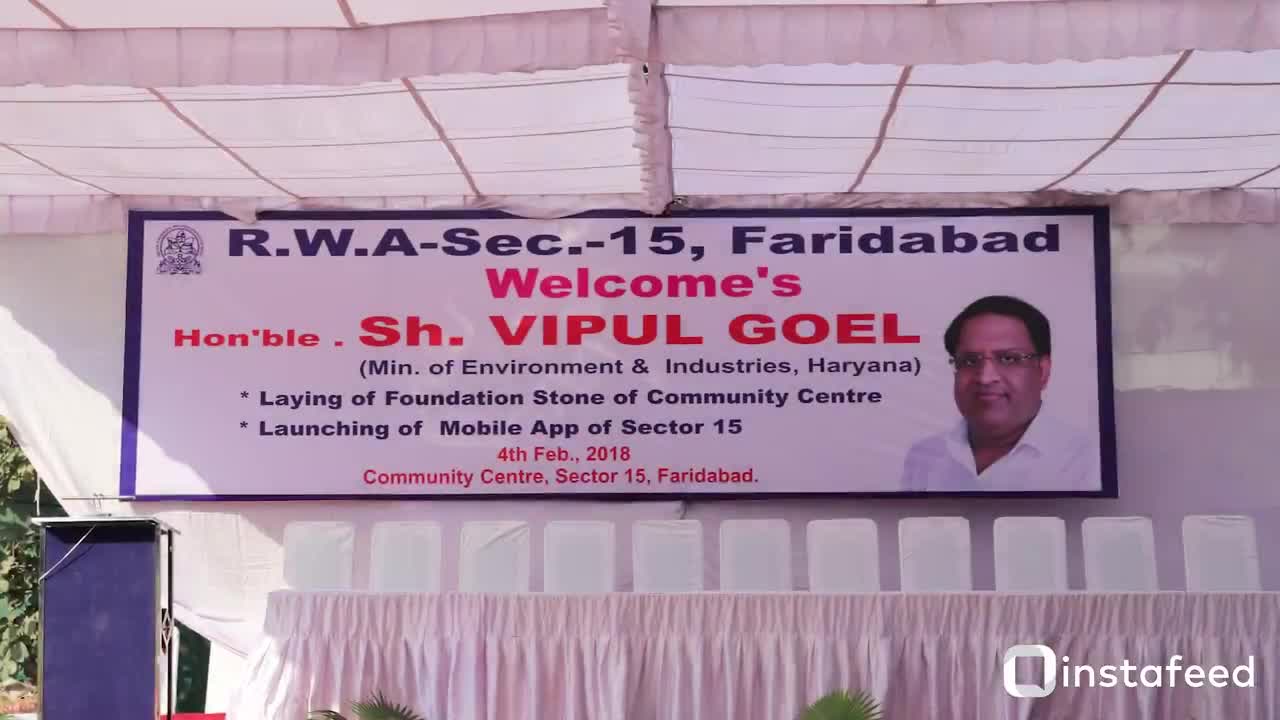 R.W.A-Sec.-15, Faridabad
Welcome's
Hon'ble . Sh. VIPUL GOEL
(Min. of Environment & Industries, Haryana)
* Laying of Foundation Stone of Community Centre
* Launching of Mobile App of Sector 15
4th Feb., 2018
Community Centre, Sector 15, Faridabad.
instafeed